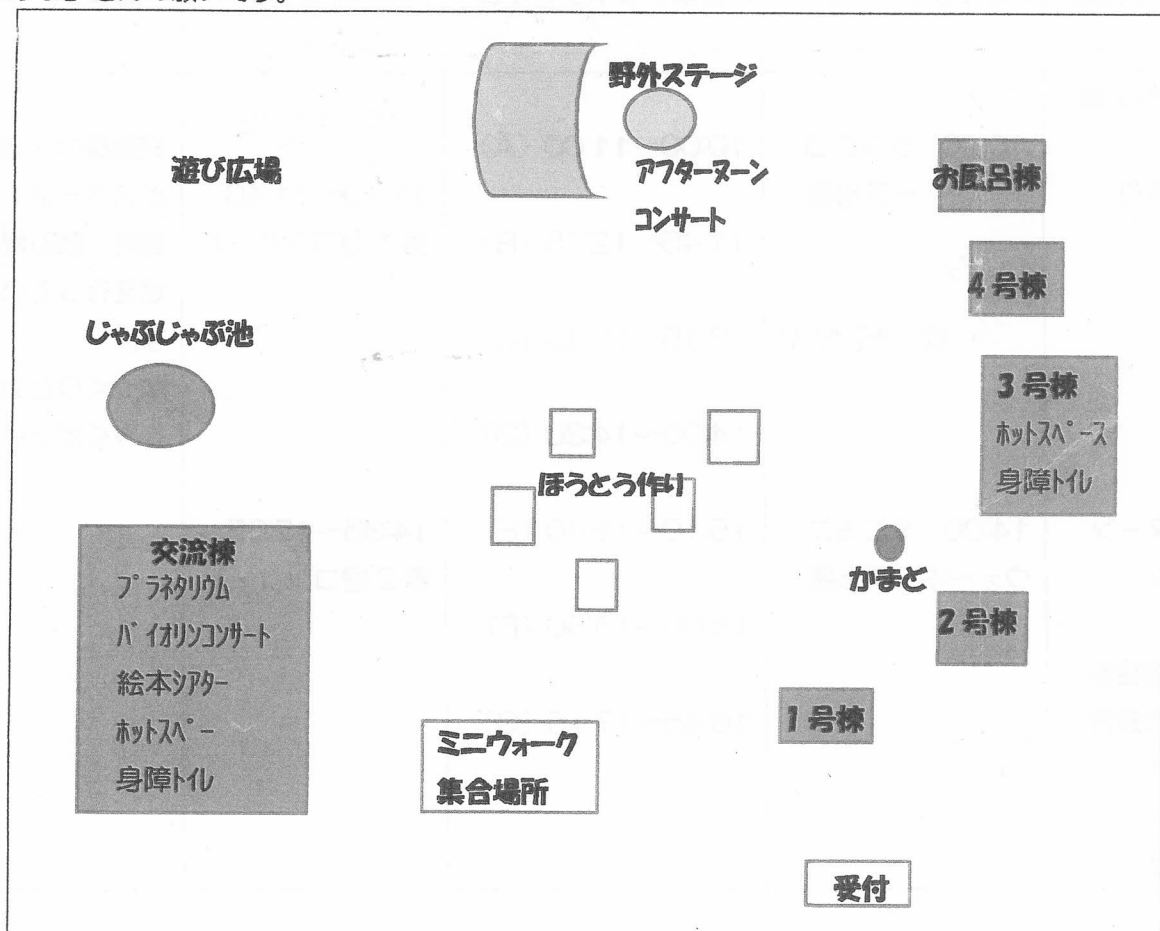 野外ステージ
遊び広場
アフターヌーン
コンサート
お風呂棟
4号棟
じゃぶじゃぶ池
3号棟
ホットスペース
身障トイレ
ほうとう作り
交流棟
プラネタリウム
バイオリンコンサート
絵本シアター
ホットスペー
身障トイレ
かまど
2号棟
1号棟
ミニウォーク
集合場所
受付